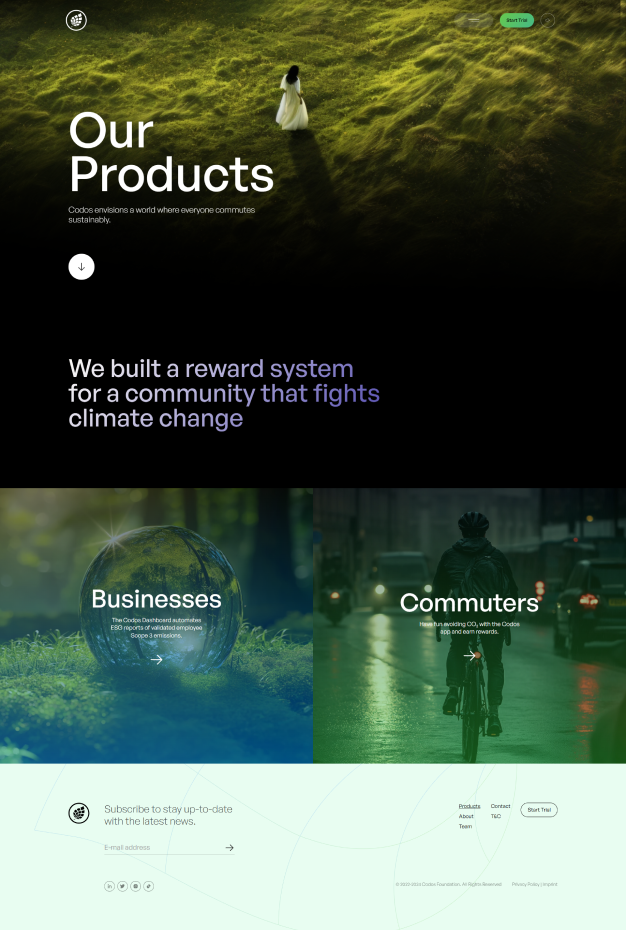 Start Trial
Our
Products
Codos envisions a world where everyone commutes
sustainably.
We built a reward system
for a community that fights
climate change
Businesses
The Codos Dashboard automates
ESG reports of validated employee
Scope 3 emissions.
Commuters
Have fun avoiding CO₂ with the Codos
app and earn rewards.
Subscribe to stay up-to-date
with the latest news.
E-mail address
Products
Contact
Start Trial
About
T&C
Team
© 2023-2024 Codos Foundation, All Rights Reserved
Privacy Policy | Imprint